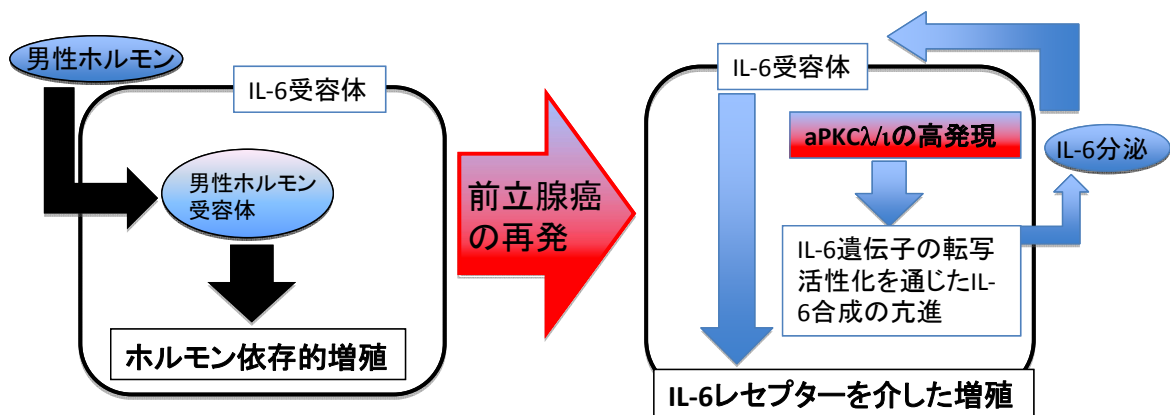 男性ホルモン
IL-6受容体
男性ホルモン
受容体
ホルモン依存的増殖
前立腺癌
の再発
IL-6受容体
aPKCλ/ιの高発現
IL-6分泌
IL-6遺伝子の転写
活性化を通じたIL-
6合成の亢進
IL-6レセプターを介した増殖